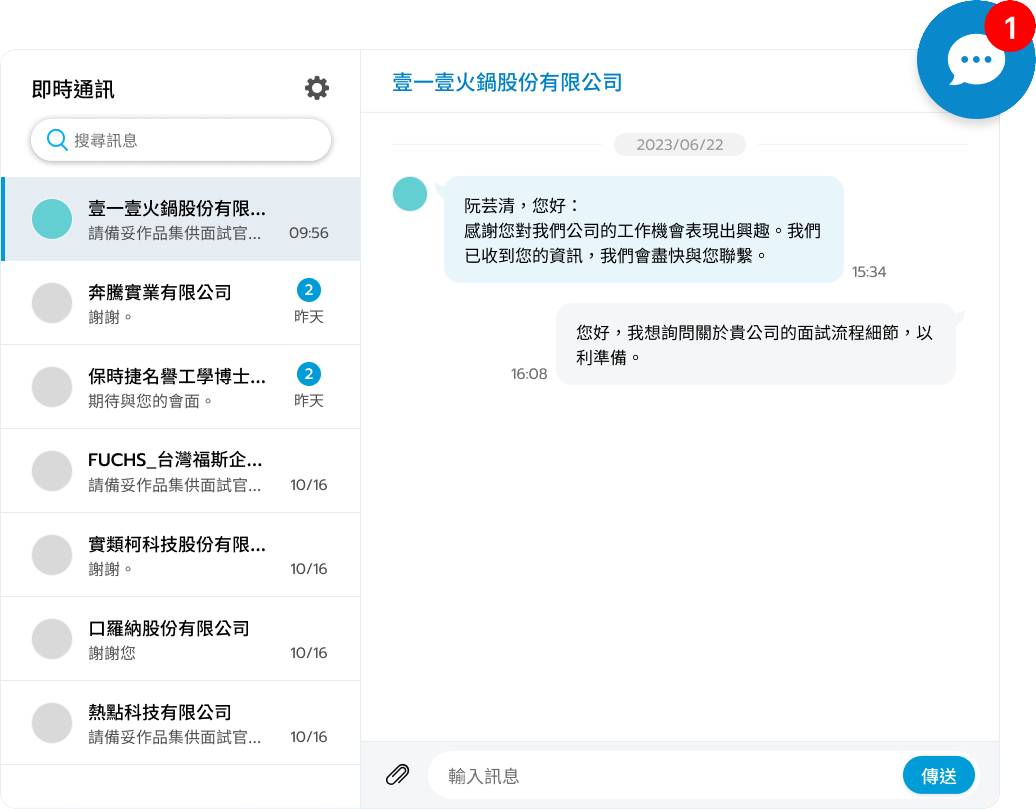 1
即時通訊
搜尋訊息
壹一壹火鍋股份有限...
請備妥作品集供面試官... 09:56
奔騰實業有限公司 2
謝謝。 昨天
保時捷名譽工學博士... 2
期待與您的會面。 昨天
FUCHS_台灣福斯企...
請備妥作品集供面試官... 10/16
實類柯科技股份有限...
謝謝。 10/16
口羅納股份有限公司
謝謝您 10/16
熱點科技有限公司
請備妥作品集供面試官... 10/16
壹一壹火鍋股份有限公司
2023/06/22
阮芸清，您好：
感謝您對我們公司的工作機會表現出興趣。我們
已收到您的資訊，我們會盡快與您聯繫。
15:34
您好，我想詢問關於貴公司的面試流程細節，以
利準備。
16:08
輸入訊息
傳送